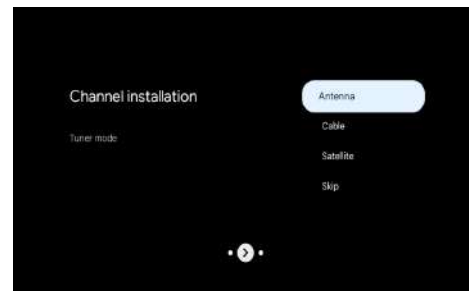 Channel installation
Tuner mode
Antenna
Cable
Satellite
Skip